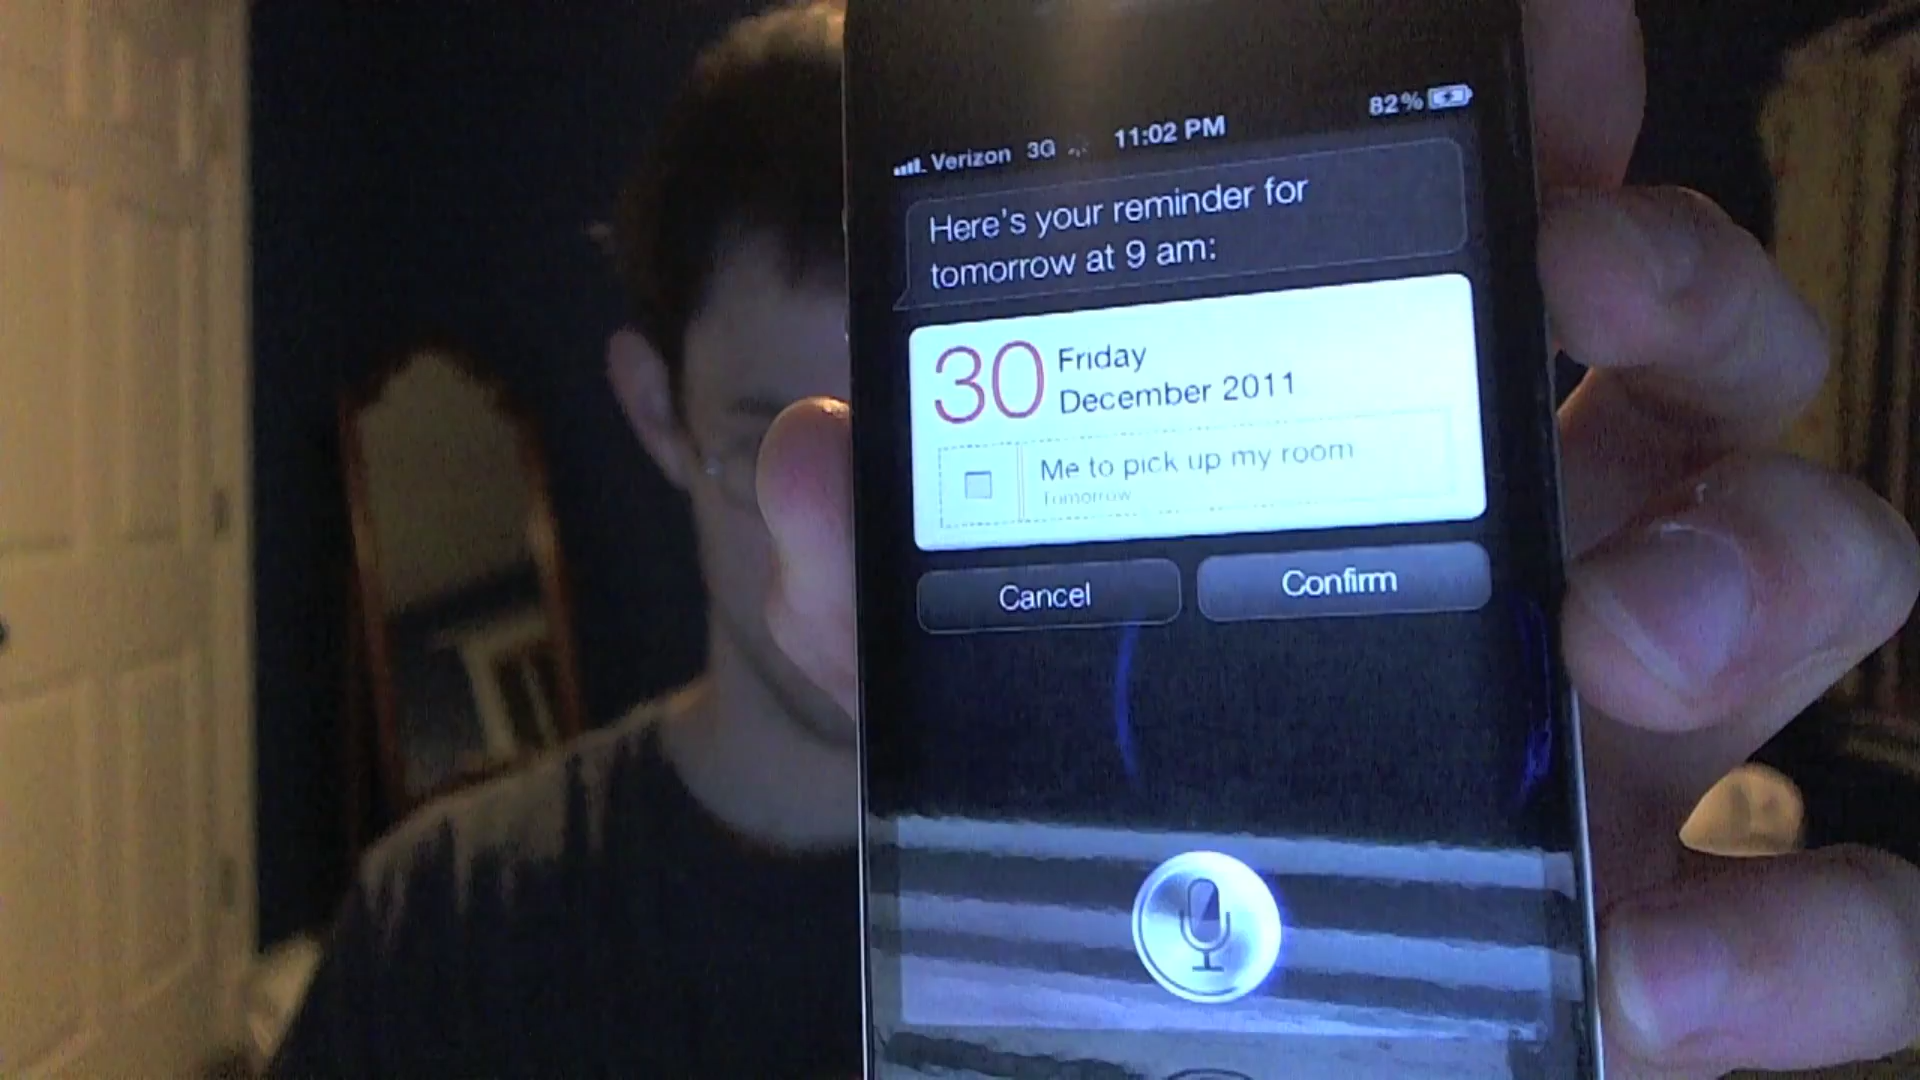 Verizon 3G 11:02 PM 82%
Here's your reminder for
tomorrow at 9 am:
30 Friday
December 2011
Me to pick up my room
Tomorrow
Cancel Confirm